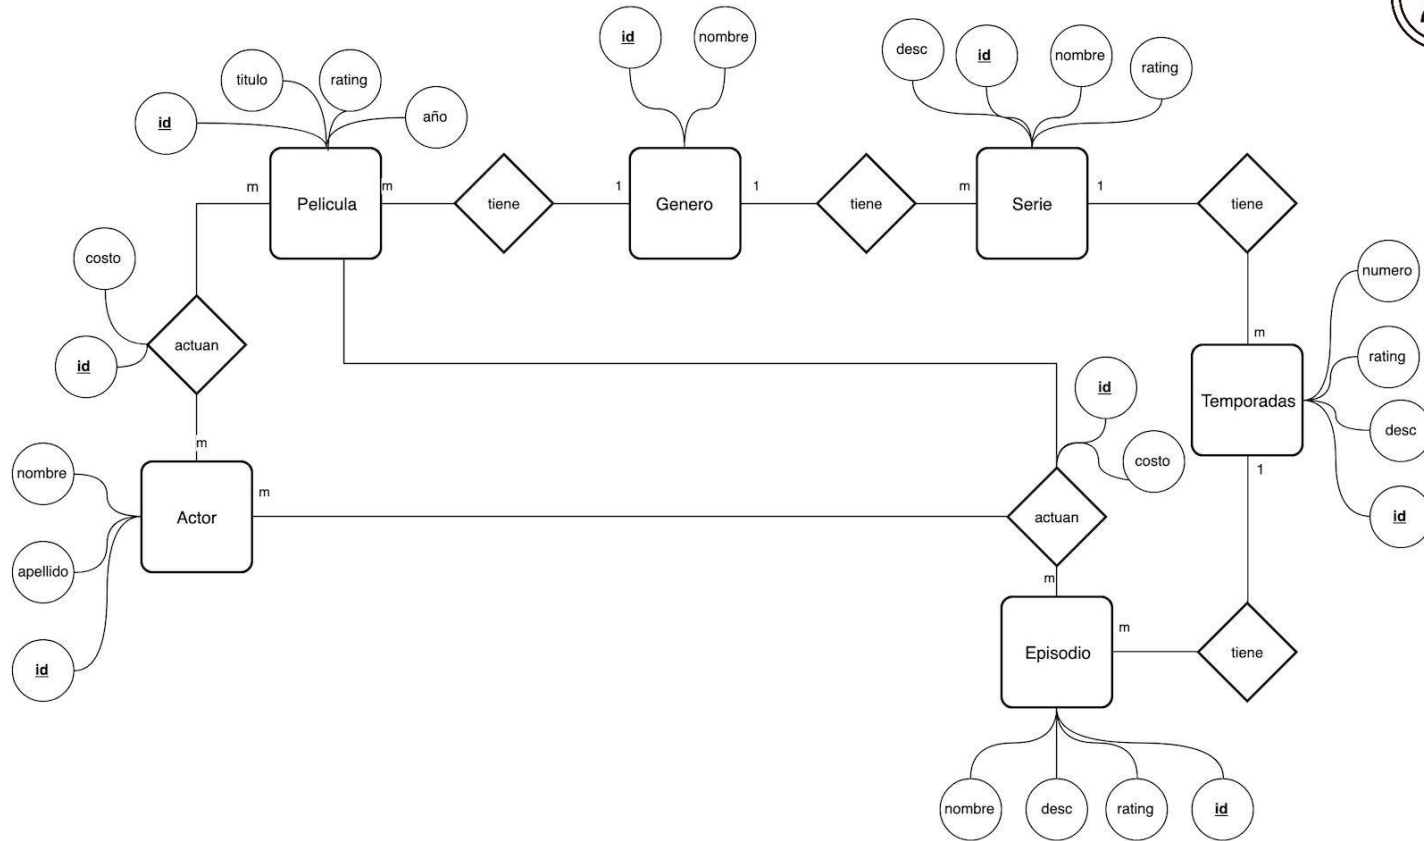 id
nombre
desc
id
nombre
rating
titulo
rating
id
año
m
Pelicula
m
tiene
1
Genero
1
tiene
m
Serie
1
tiene
costo
numero
actuan
m
id
rating
Temporadas
id
desc
m
nombre
m
costo
1
Actor
actuan
id
apellido
m
id
Episodio
m
tiene
nombre
desc
rating
id